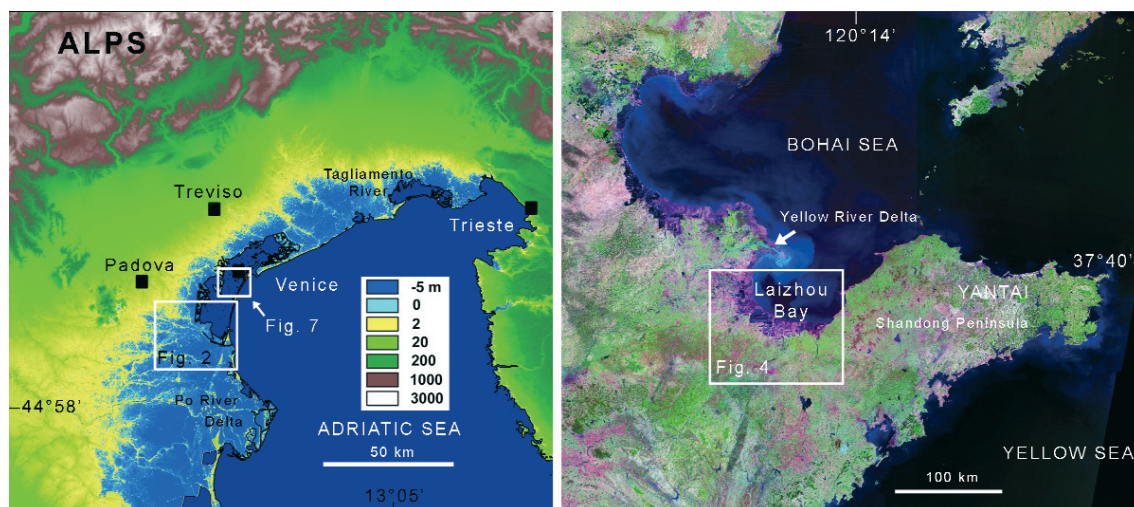 ALPS
Tagliamento
River
Treviso
Trieste
Padova
Venice
Fig. 7
Fig. 2
-5 m
0
2
20
200
1000
3000
44°58'
Po River
Delta
ADRIATIC SEA
50 km
13°05'
120°14'
BOHAI SEA
Yellow River Delta
37°40'
Laizhou
Bay
YANTAI
Shandong Peninsula
Fig. 4
YELLOW SEA
100 km